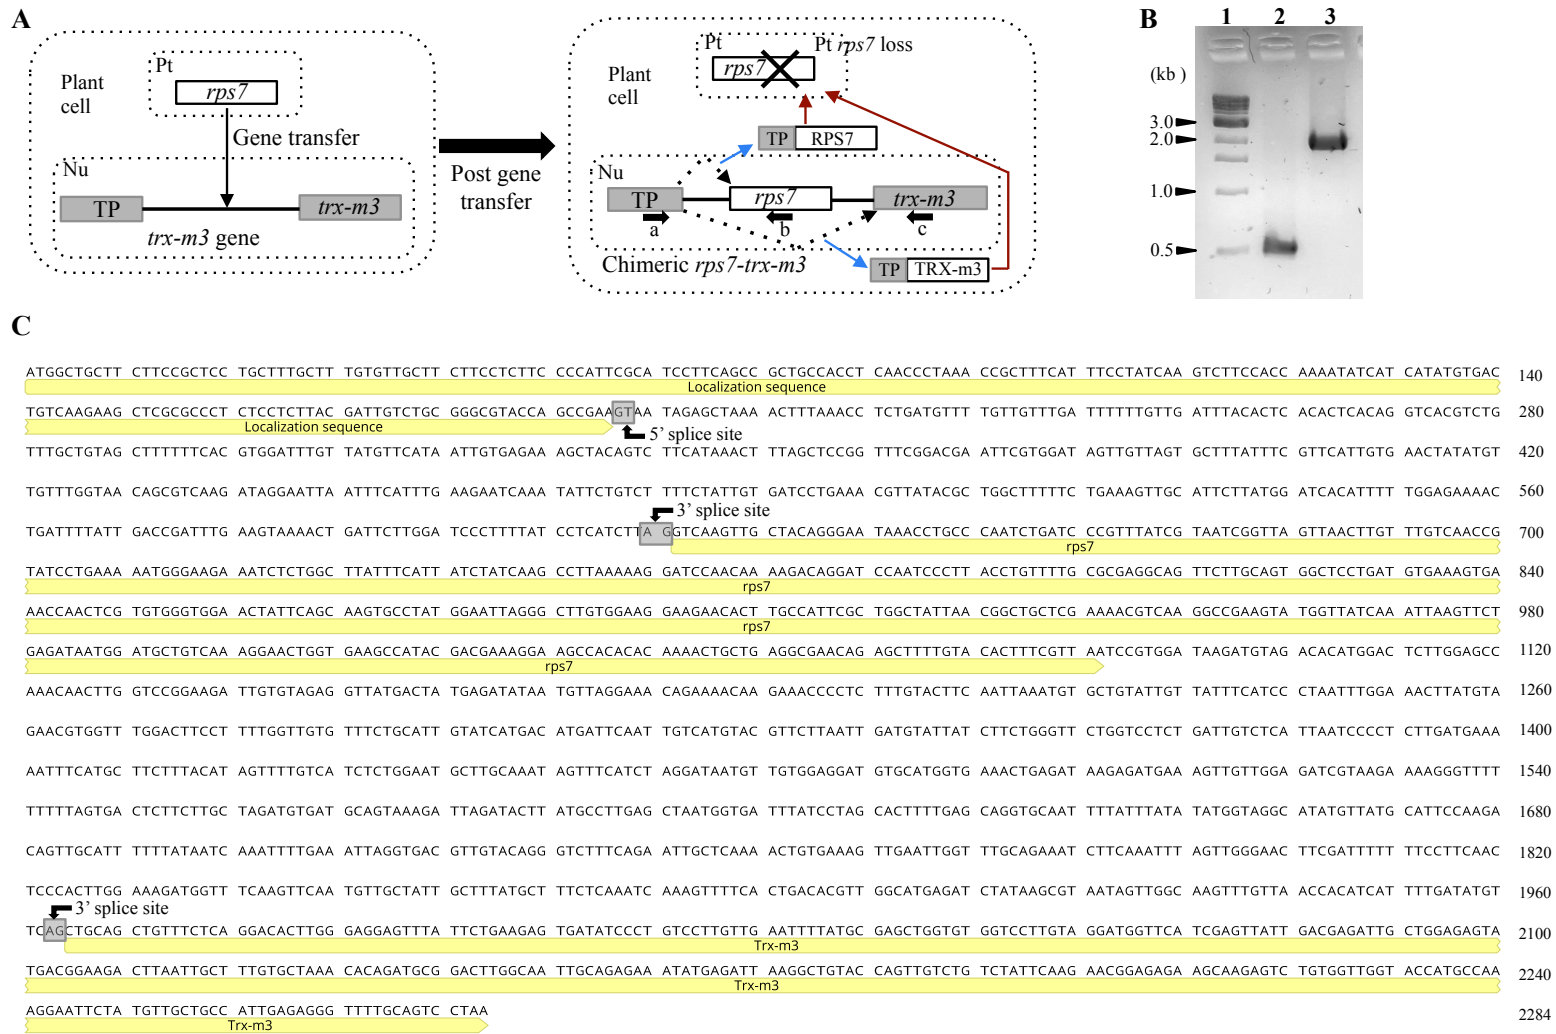 A
Plant
cell
Pt
rps7
Gene transfer
Nu
TP
trx-m3
trx-m3 gene
Post gene
transfer
Plant
cell
Pt
rps7
Pt rps7 loss
TP
RPS7
Nu
TP
rps7
trx-m3
a
b
c
Chimeric rps7-trx-m3
TP
TRX-m3
B
1 2 3
(kb )
3.0
2.0
1.0
0.5
C
ATGGCTGCTT CTTCCGCTCC TGCTTTGCTT TGTGTTGCTT CTTCCTCTTC CCCATTCGCA TCCTTCAGCC GCTGCCACCT CAACCCTAAA CCGCTTTCAT TTCCTATCAA GTCTTCCACC AAAATATCAT CATATGTGAC 140
Localization sequence
TGTCAAGAAG CTCGCGCCCT CTCCTCTTAC GATTGTCTGC GGGCGTACCA GCCGAAGTAA TAGAGCTAAA ACTTTAAACC TCTGATGTTT TGTTGTTTGA TTTTTTGTTG ATTTACACTC ACACTCACAG GTCACGTCTG 280
Localization sequence
5’ splice site
TTTGCTGTAG CTTTTTTCAC GTGGATTTGT TATGTTCATA ATTGTGAGAA AGCTACAGTC TTCATAAACT TTAGCTCCGG TTTCGGACGA ATTCGTGGAT AGTTGTTAGT GCTTTATTTC GTTCATTGTG AACTATATGT 420
TGTTTGGTAA CAGCGTCAAG ATAGGAATTA ATTTCATTTG AAGAATCAAA TATTCTGTCT TTTCTATTGT GATCCTGAAA CGTTATACGC TGGCTTTTTC TGAAAGTTGC ATTCTTATGG ATCACATTTT TGGAGAAAAC 560
3’ splice site
TGATTTTATT GACCGATTTG AAGTAAAACT GATTCTTGGA TCCCTTTTAT CCTCATCTTA GGTCAAGTTG CTACAGGGAA TAAACCTGCC CAATCTGATC CCGTTTATCG TAATCGGTTA GTTAACTTGT TTGTCAACCG 700
rps7
TATCCTGAAA AATGGGAAGA AATCTCTGGC TTATTTCATT ATCTATCAAG CCTTAAAAAG GATCCAACAA AAGACAGGAT CCAATCCCTT ACCTGTTTTG CGCGAGGCAG TTCTTGCAGT GGCTCCTGAT GTGAAAGTGA 840
rps7
AACCAACTCG TGTGGGTGGA ACTATTCAGC AAGTGCCTAT GGAATTAGGG CTTGTGGAAG GAAGAACACT TGCCATTCGC TGGCTATTAA CGGCTGCTCG AAAACGTCAA GGCCGAAGTA TGGTTATCAA ATTAAGTTCT 980
rps7
GAGATAATGG ATGCTGTCAA AGGAACTGGT GAAGCCATAC GACGAAAGGA AGCCACACAC AAAACTGCTG AGGCGAACAG AGCTTTTGTA CACTTTCGTT AATCCGTGGA TAAGATGTAG ACACATGGAC TCTTGGAGCC 1120
rps7
AAACAACTTG GTCCGGAAGA TTGTGTAGAG GTTATGACTA TGAGATATAA TGTTAGGAAA CAGAAAACAA GAAACCCCTC TTTGTACTTC AATTAAATGT GCTGTATTGT TATTTCATCC CTAATTTGGA AACTTATGTA 1260
GAACGTGGTT TGGACTTCCT TTTGGTTGTG TTTCTGCATT GTATCATGAC ATGATTCAAT TGTCATGTAC GTTCTTAATT GATGTATTAT CTTCTGGGTT CTGGTCCTCT GATTGTCTCA TTAATCCCCT CTTGATGAAA 1400
AATTTCATGC TTCTTTACAT AGTTTTGTCA TCTCTGGAAT GCTTGCAAAT AGTTTCATCT AGGATAATGT TGTGGAGGAT GTGCATGGTG AAACTGAGAT AAGAGATGAA AGTTGTTGGA GATCGTAAGA AAAGGGTTTT 1540
TTTTTAGTGA CTCTTCTTGC TAGATGTGAT GCAGTAAAGA TTAGATACTT ATGCCTTGAG CTAATGGTGA TTTATCCTAG CACTTTTGAG CAGGTGCAAT TTTATTTATA TATGGTAGGC ATATGTTATG CATTCCAAGA 1680
CAGTTGCATT TTTTATAATC AAATTTTGAA ATTAGGTGAC GTTGTACAGG GTCTTTCAGA ATTGCTCAAA ACTGTGAAAG TTGAATTGGT TTGCAGAAAT CTTCAAATTT AGTTGGGAAC TTCGATTTTT TTCCTTCAAC 1820
TCCCACTTGG AAAGATGGTT TCAAGTTCAA TGTTGCTATT GCTTTATGCT TTCTCAAATC AAAGTTTTCA CTGACACGTT GGCATGAGAT CTATAAGCGT AATAGTTGGC AAGTTTGTTA ACCACATCAT TTTGATATGT 1960
3’ splice site
TCAGCTGCAG CTGTTTCTCA GGACACTTGG GAGGAGTTTA TTCTGAAGAG TGATATCCCT GTCCTTGTTG AATTTTATGC GAGCTGGTGT GGTCCTTGTA GGATGGTTCA TCGAGTTATT GACGAGATTG CTGGAGAGTA 2100
Trx-m3
TGACGGAAGA CTTAATTGCT TTGTGCTAAA CACAGATGCG GACTTGGCAA TTGCAGAGAA ATATGAGATT AAGGCTGTAC CAGTTGTCTG TCTATTCAAG AACGGAGAGA AGCAAGAGTC TGTGGTTGGT ACCATGCCAA 2240
Trx-m3
AGGAATTCTA TGTTGCTGCC ATTGAGAGGG TTTTGCAGTC CTAA 2284
Trx-m3